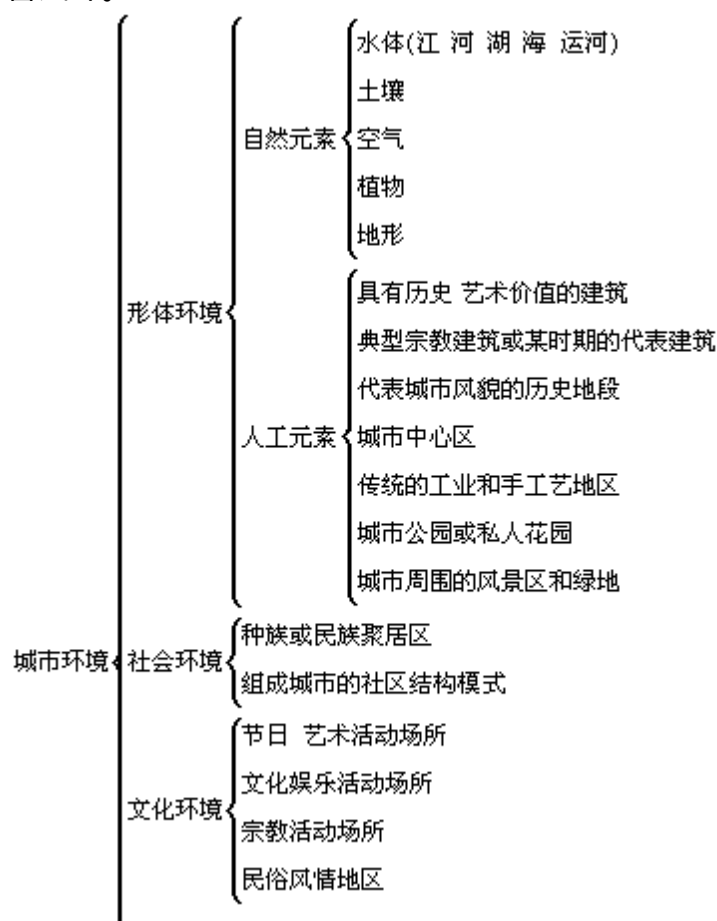 水体(江 河 湖 海 运河)
土壤
自然元素
空气
植物
地形
形体环境
具有历史 艺术价值的建筑
典型宗教建筑或某时期的代表建筑
代表城市风貌的历史地段
人工元素
城市中心区
传统的工业和手工艺地区
城市公园或私人花园
城市周围的风景区和绿地
城市环境
社会环境
种族或民族聚居区
组成城市的社区结构模式
文化环境
节日 艺术活动场所
文化娱乐活动场所
宗教活动场所
民俗风情地区